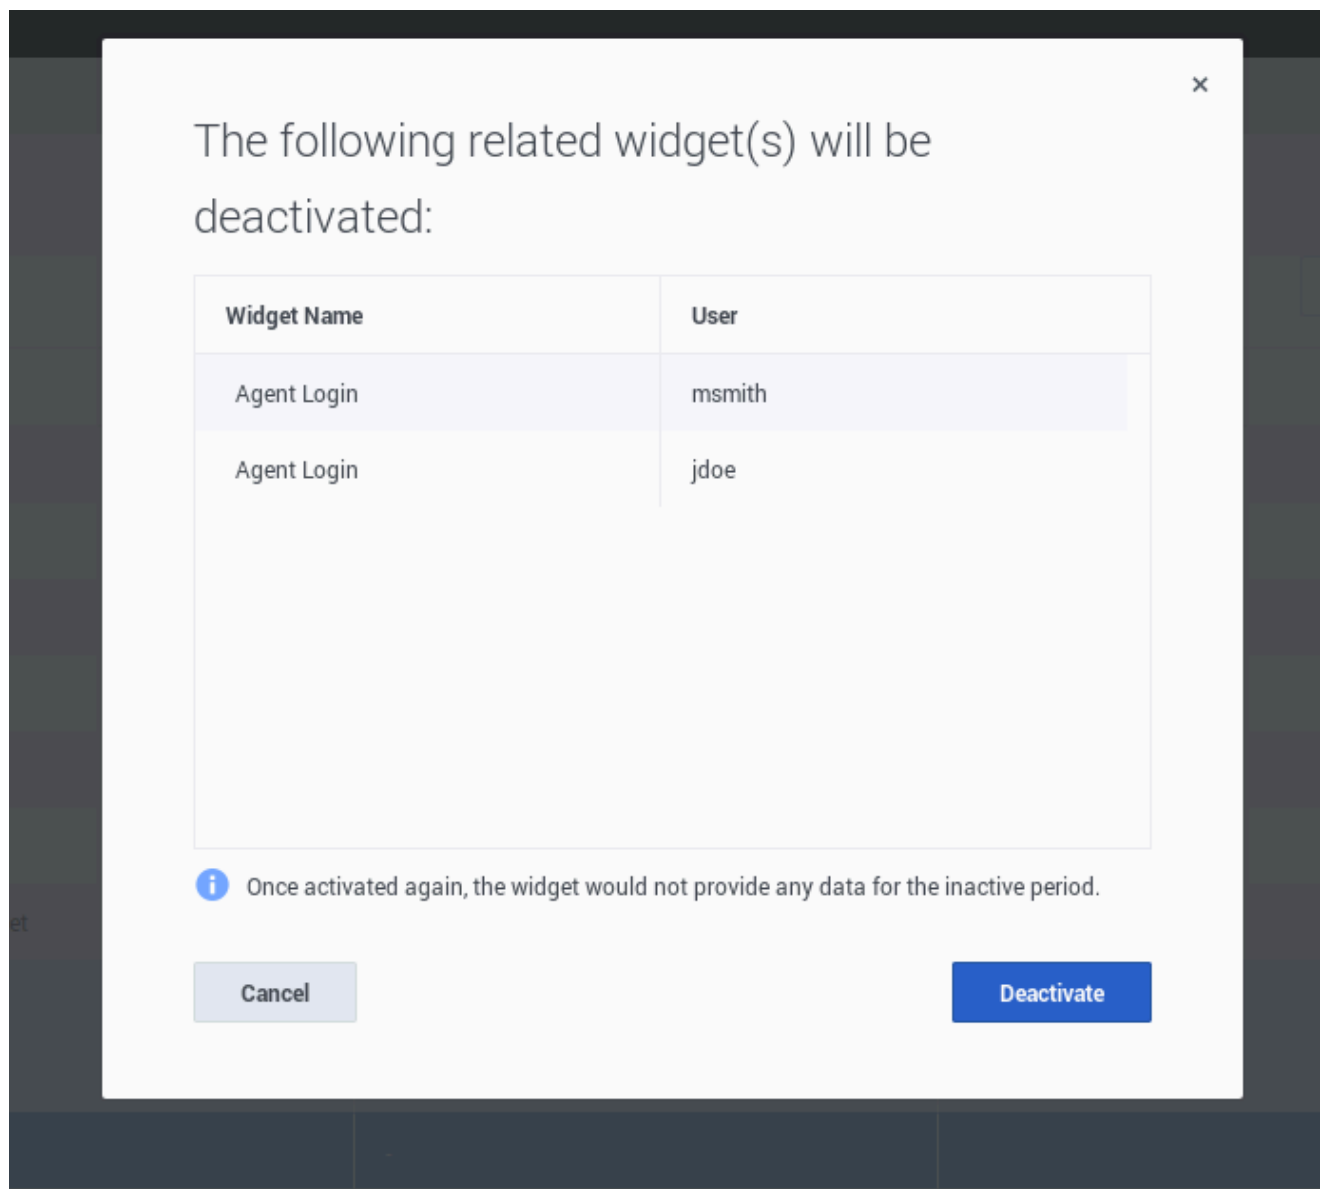 ×
The following related widget(s) will be
deactivated:
Widget Name User
Agent Login msmith
Agent Login jdoe
Once activated again, the widget would not provide any data for the inactive period.
et
Cancel Deactivate
-